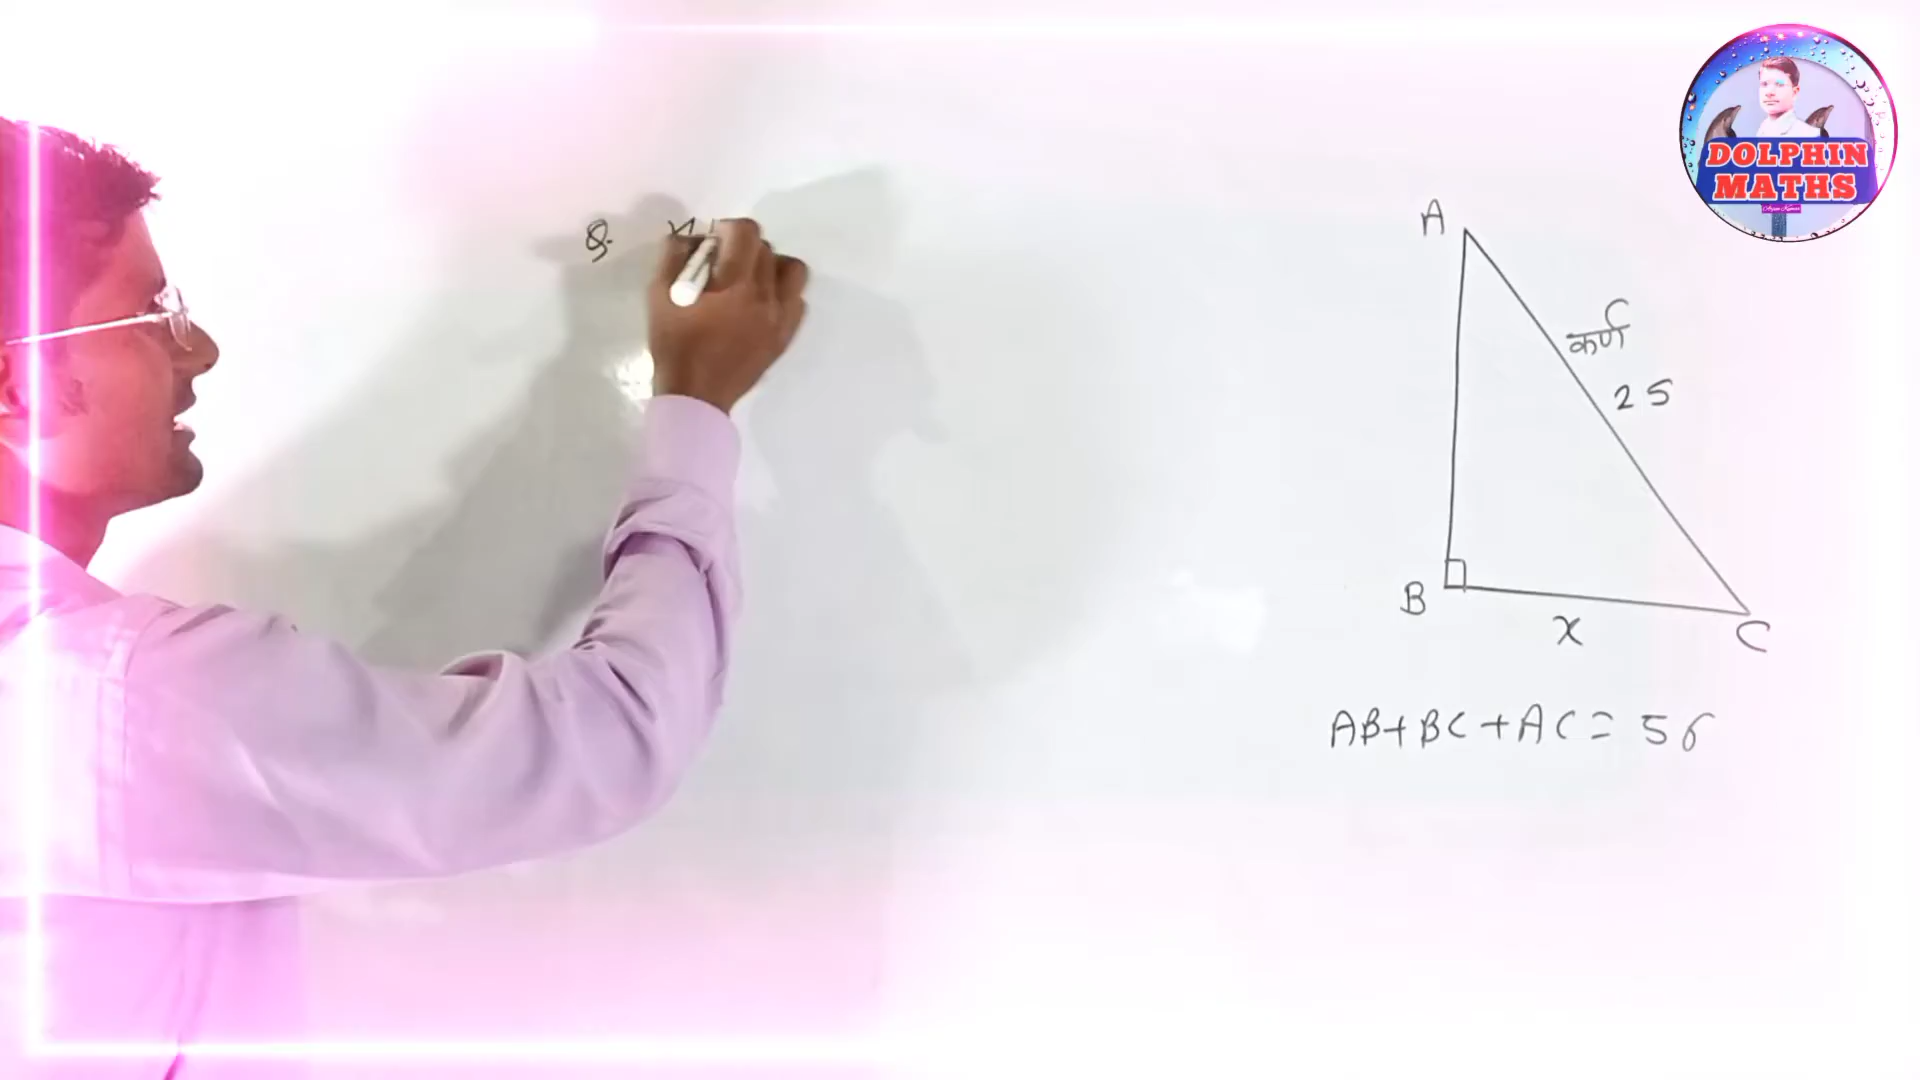 DOLPHIN
MATHS
Q.
A
कर्ण
25
B
x
C
AB+BC+AC=56